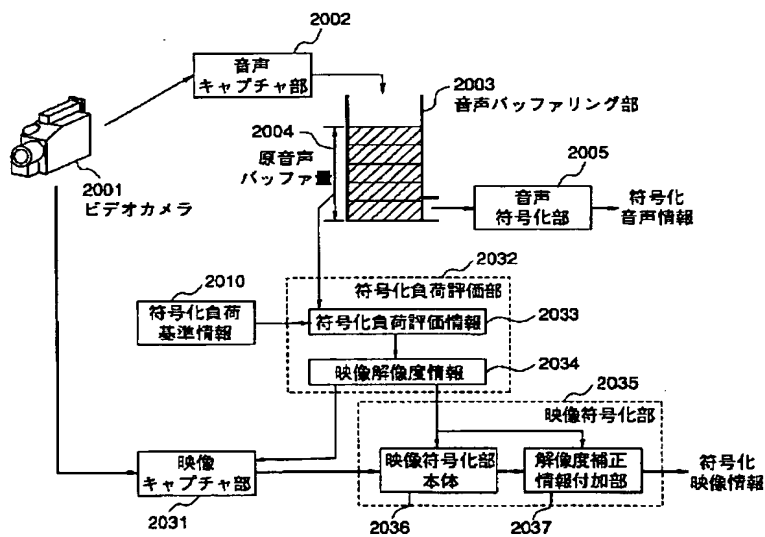 2002
音声
キャプチャ部
2003
音声バッファリング部
2004
原音声
バッファ量
2001
ビデオカメラ
2005
音声
符号化部
符号化
音声情報
2032
符号化負荷評価部
2010
符号化負荷
基準情報
符号化負荷評価情報
2033
映像解像度情報
2034
2035
映像符号化部
映像
キャプチャ部
2031
映像符号化部
本体
2036
解像度補正
情報付加部
2037
符号化
映像情報